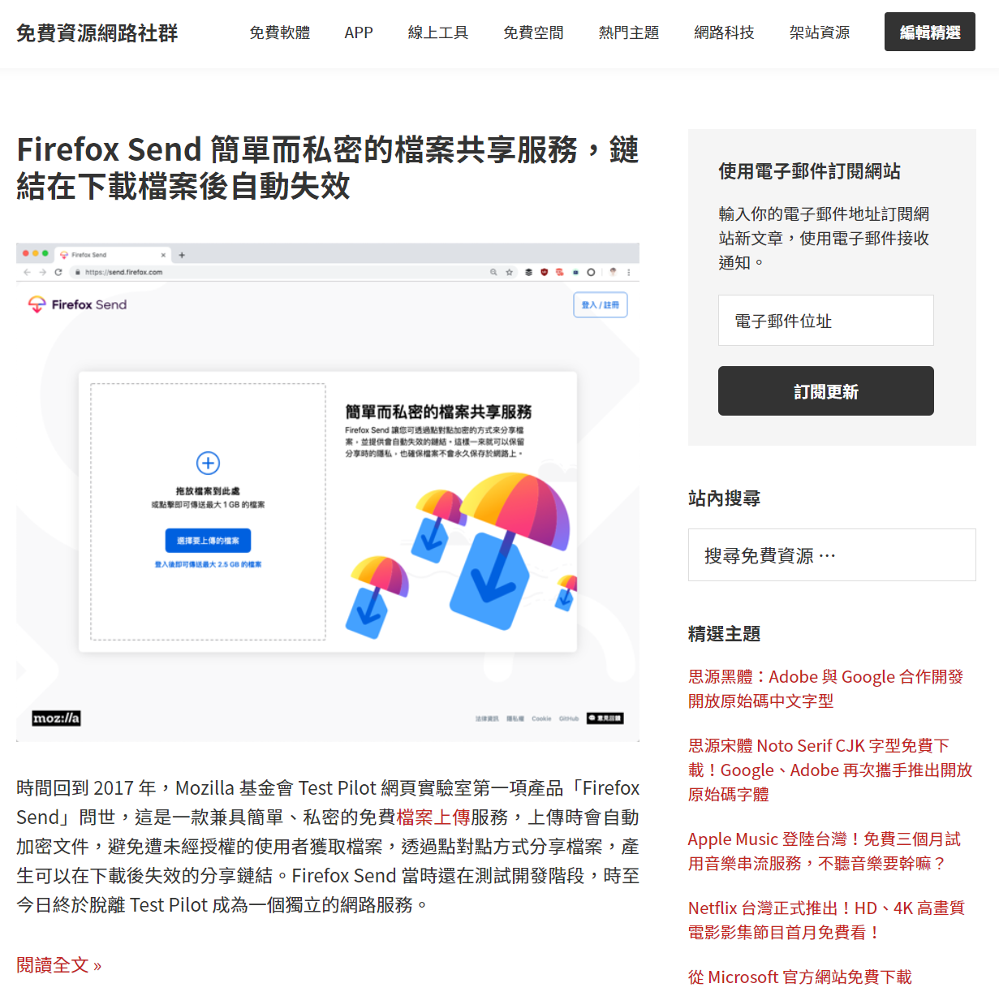 免費資源網路社群
免費軟體
APP
線上工具
免費空間
熱門主題
網路科技
架站資源
編輯精選
Firefox Send 簡單而私密的檔案共享服務，鏈
結在下載檔案後自動失效
Firefox Send
https://send.firefox.com
Firefox Send
登入 / 註冊
拖放檔案到此處
或點擊即可傳送最大 1 GB 的檔案
選擇要上傳的檔案
登入後即可傳送最大 2.5 GB 的檔案
簡單而私密的檔案共享服務
Firefox Send 讓您可透過點對點加密的方式來分享檔
案，並提供會自動失效的鏈結。這樣一來就可以保留
分享時的隱私，也確保檔案不會永久保存於網路上。
moz://a
法律資訊
隱私權
Cookie
GitHub
意見回饋
時間回到 2017 年，Mozilla 基金會 Test Pilot 網頁實驗室第一項產品「Firefox
Send」問世，這是一款兼具簡單、私密的免費檔案上傳服務，上傳時會自動
加密文件，避免遭未經授權的使用者獲取檔案，透過點對點方式分享檔案，產
生可以在下載後失效的分享鏈結。Firefox Send 當時還在測試開發階段，時至
今日終於脫離 Test Pilot 成為一個獨立的網路服務。
閱讀全文 »
使用電子郵件訂閱網站
輸入你的電子郵件地址訂閱網
站新文章，使用電子郵件接收
通知。
電子郵件位址
訂閱更新
站內搜尋
搜尋免費資源 …
精選主題
思源黑體：Adobe 與 Google 合作開發
開放原始碼中文字型
思源宋體 Noto Serif CJK 字型免費下
載！Google、Adobe 再次攜手推出開放
原始碼字體
Apple Music 登陸台灣！免費三個月試
用音樂串流服務，不聽音樂要幹嘛？
Netflix 台灣正式推出！HD、4K 高畫質
電影影集節目首月免費看！
從 Microsoft 官方網站免費下載